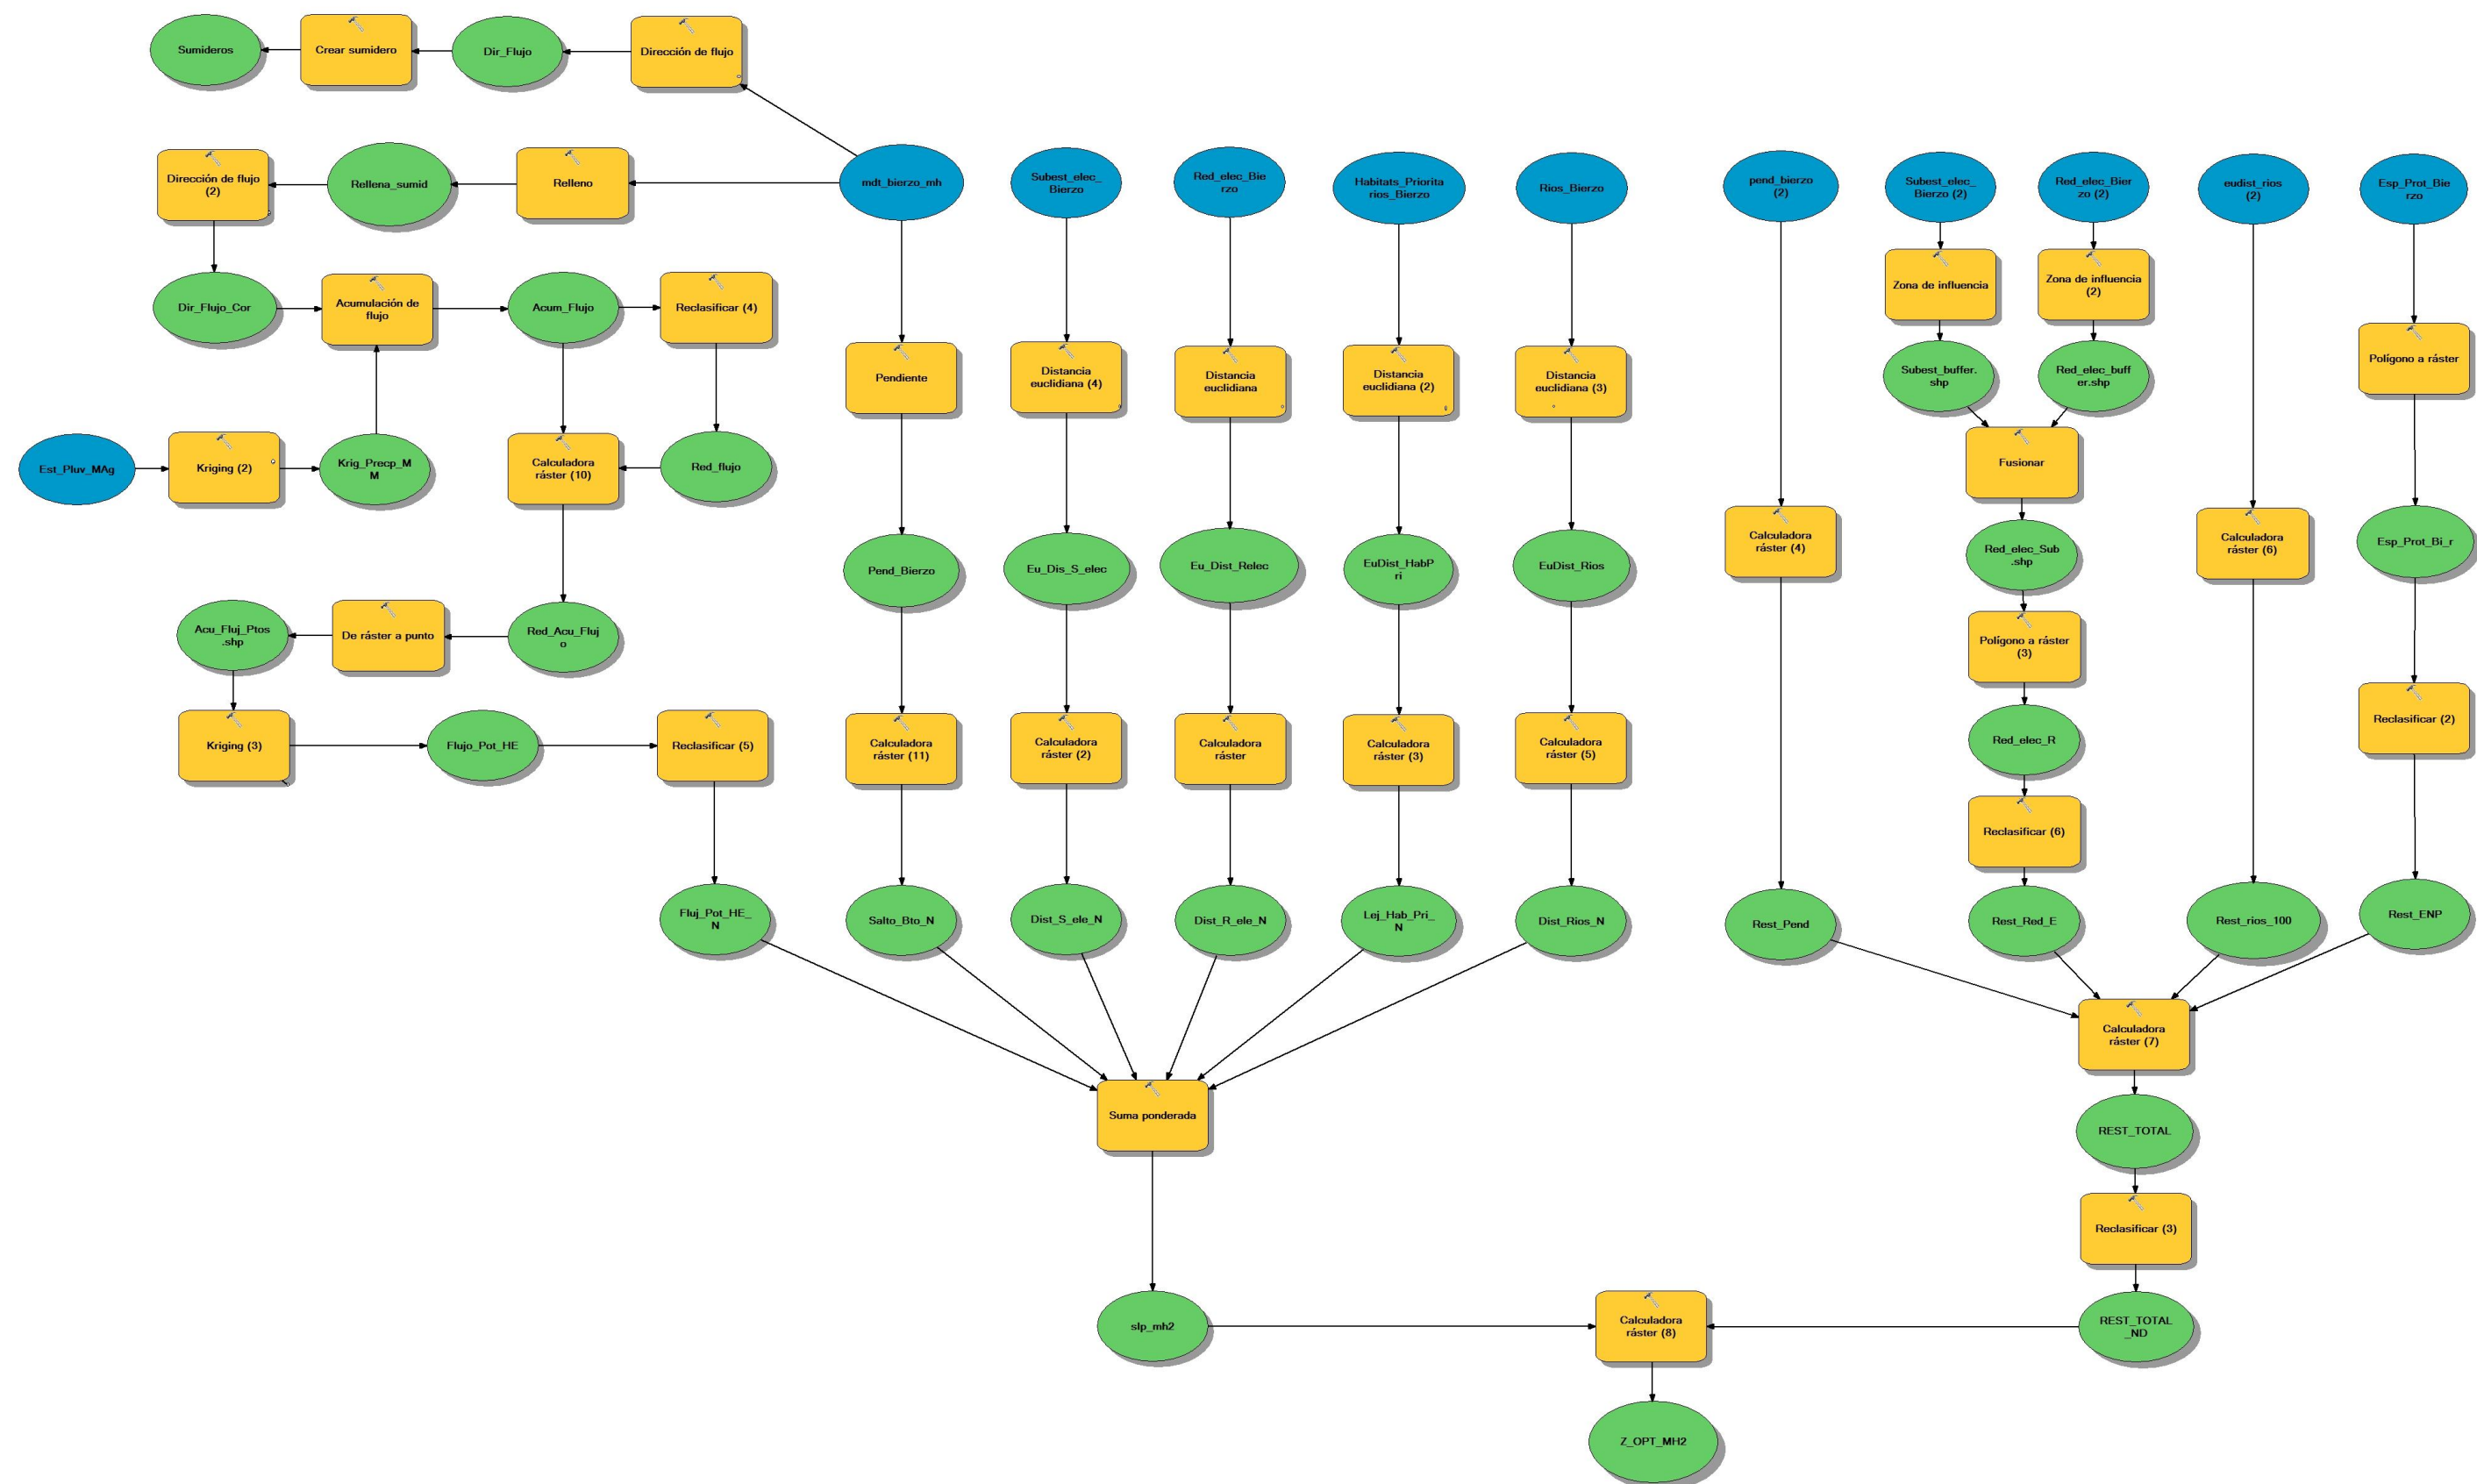 Sumideros
Crear sumidero
Dir_Flujo
Dirección de flujo
Dirección de flujo
(2)
Rellena_sumid
Relleno
mdt_bierzo_mh
Subest_elec_
Bierzo
Red_elec_Bie
rzo
Habitats_Priorita
rios_Bierzo
Rios_Bierzo
pend_bierzo
(2)
Subest_elec_
Bierzo (2)
Red_elec_Bier
zo (2)
eudist_rios
(2)
Esp_Prot_Bie
rzo
Zona de influencia
Zona de influencia
(2)
Dir_Flujo_Cor
Acumulación de
flujo
Acum_Flujo
Reclasificar (4)
Pendiente
Distancia
euclidiana (4)
Distancia
euclidiana
Distancia
euclidiana (2)
Distancia
euclidiana (3)
Subest_buffer.
shp
Red_elec_buff
er.shp
Polígono a ráster
Est_Pluv_MAg
Kriging (2)
Krig_Precp_M
M
Calculadora
ráster (10)
Red_flujo
Fusionar
Calculadora
ráster (4)
Calculadora
ráster (6)
Pend_Bierzo
Eu_Dis_S_elec
Eu_Dist_Relec
EuDist_HabP
ri
EuDist_Rios
Red_elec_Sub
.shp
Esp_Prot_Bi_r
Acu_Fluj_Ptos
.shp
De ráster a punto
Red_Acu_Fluj
o
Polígono a ráster
(3)
Kriging (3)
Flujo_Pot_HE
Reclasificar (5)
Calculadora
ráster (11)
Calculadora
ráster (2)
Calculadora
ráster
Calculadora
ráster (3)
Calculadora
ráster (5)
Red_elec_R
Reclasificar (2)
Reclasificar (6)
Fluj_Pot_HE_
N
Salto_Bto_N
Dist_S_ele_N
Dist_R_ele_N
Lej_Hab_Pri_
N
Dist_Rios_N
Rest_Pend
Rest_Red_E
Rest_rios_100
Rest_ENP
Calculadora
ráster (7)
Suma ponderada
REST_TOTAL
Reclasificar (3)
slp_mh2
Calculadora
ráster (8)
REST_TOTAL
_ND
Z_OPT_MH2